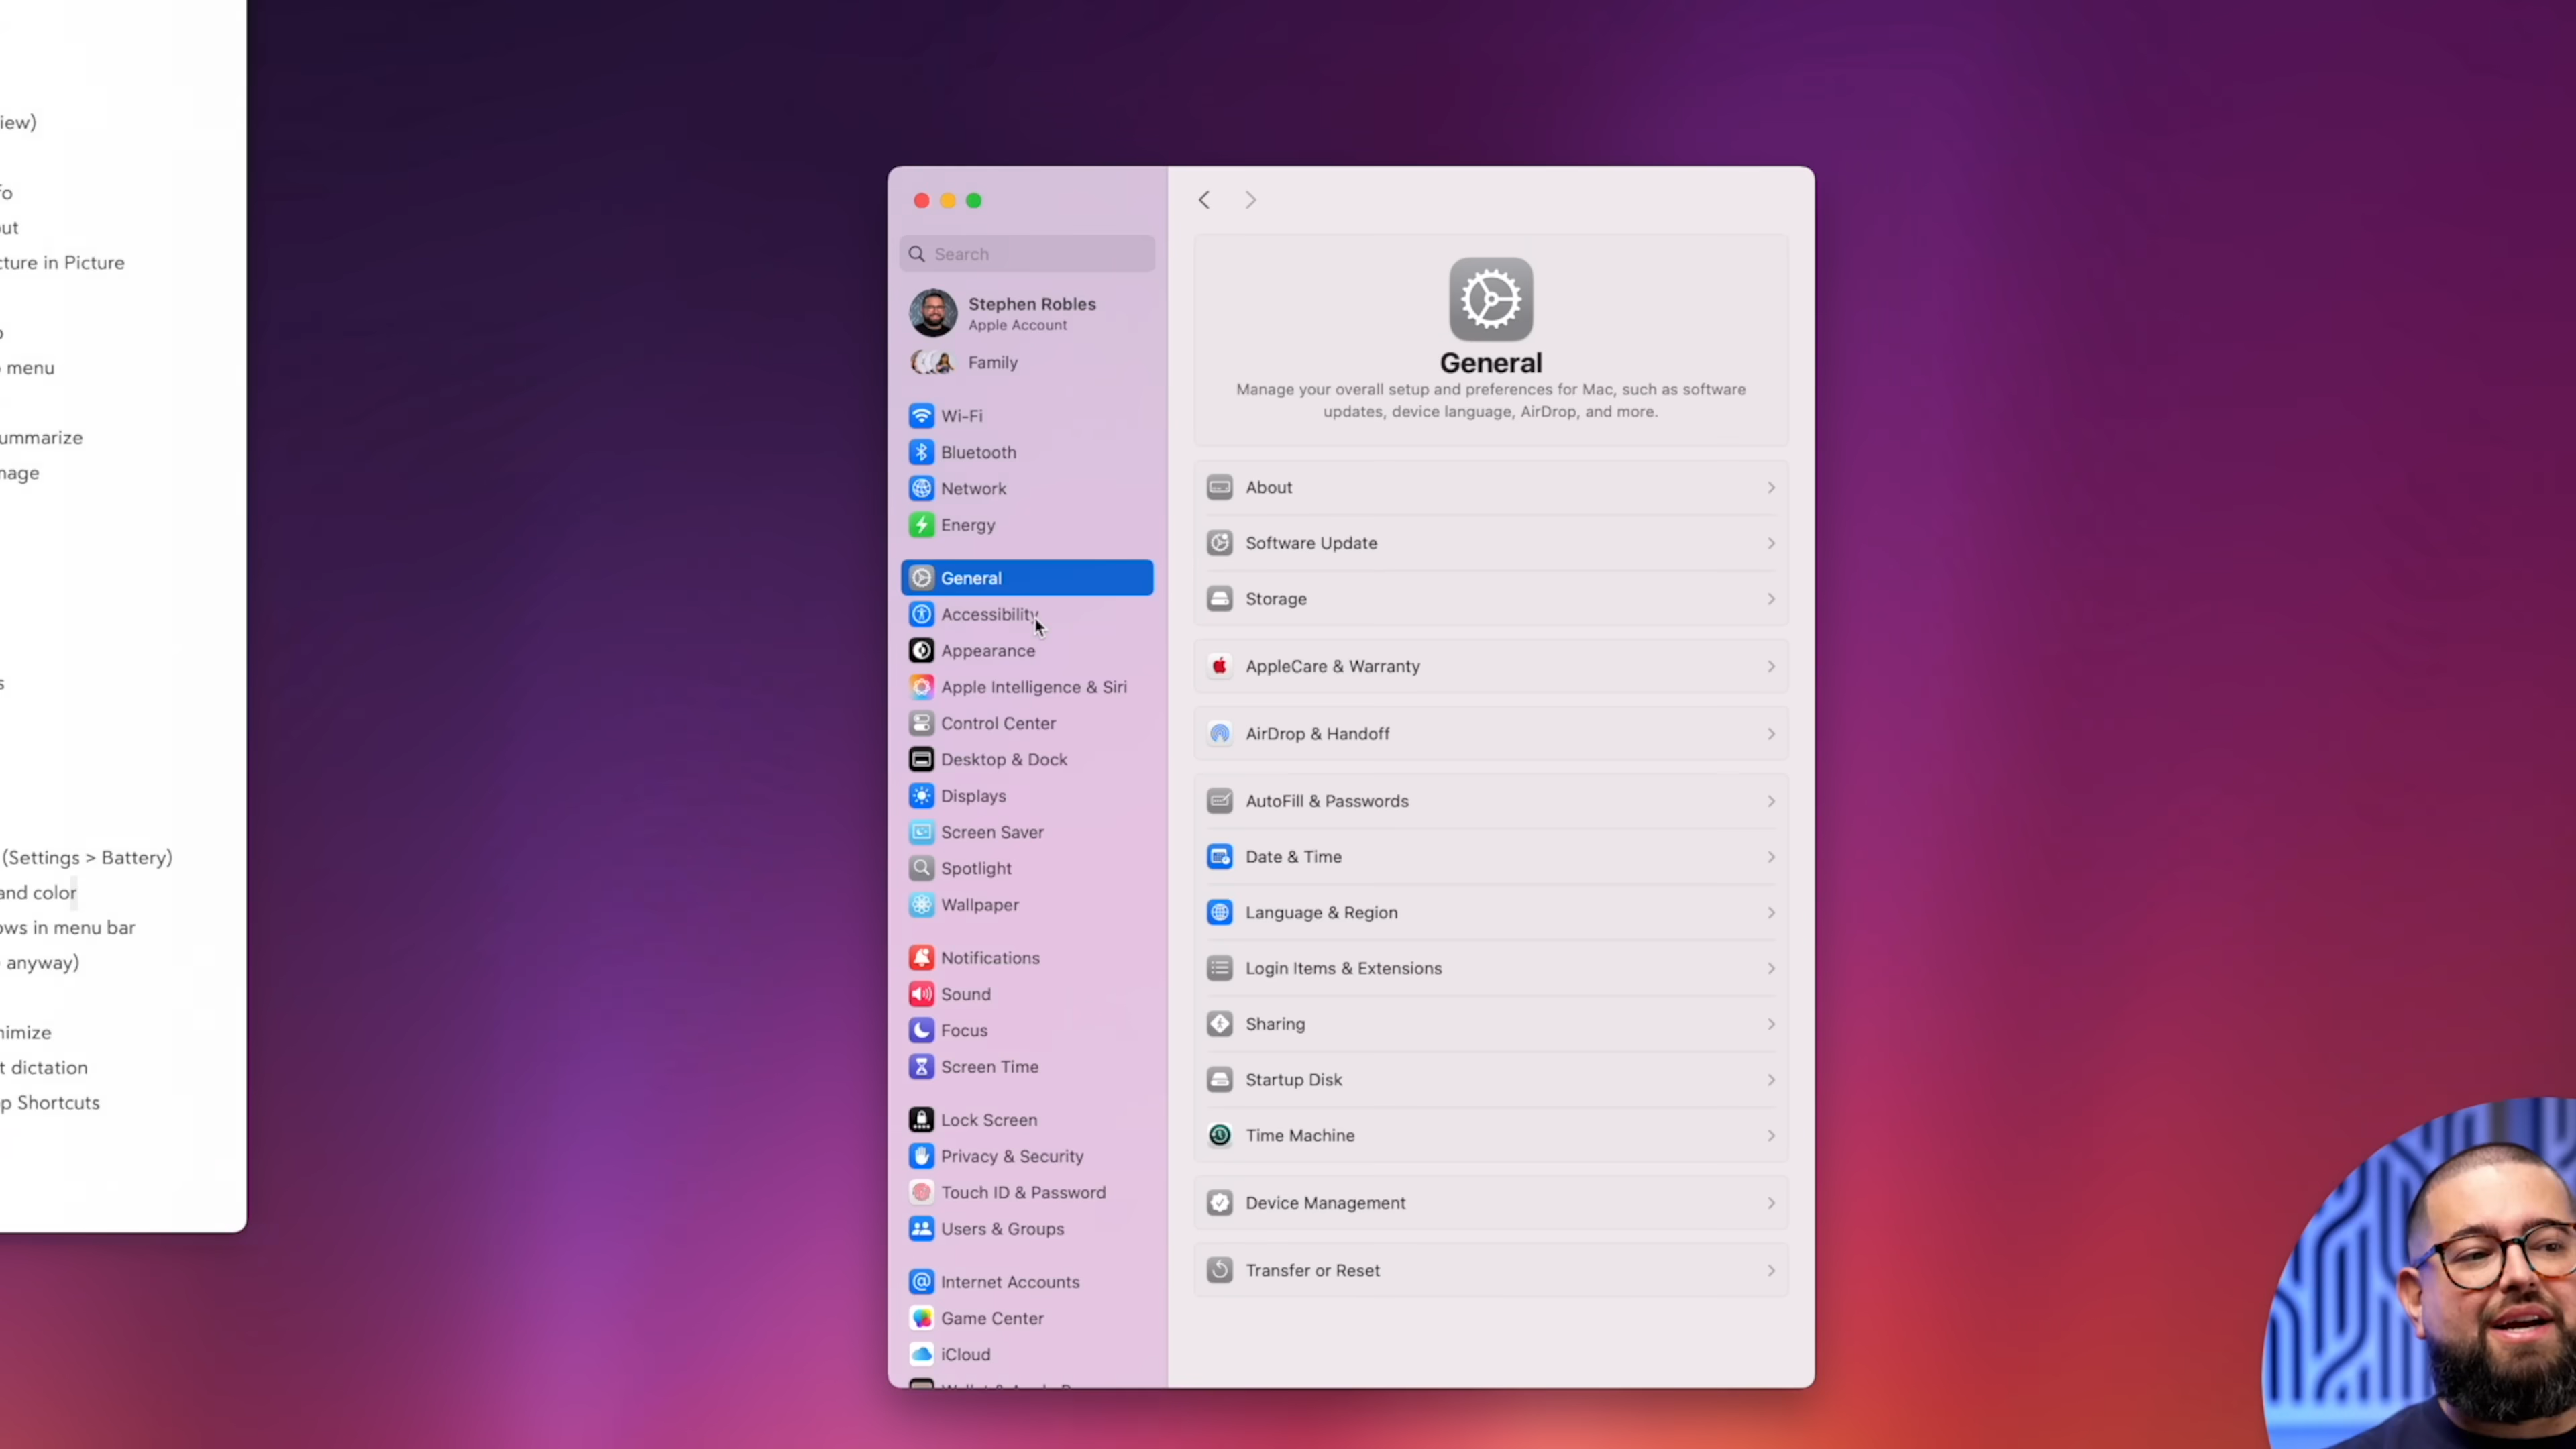 iew)
fo
out
cture in Picture
menu
ummarize
mage
s
(Settings > Battery)
and color
ows in menu bar
anyway)
nimize
t dictation
p Shortcuts
Search
Stephen Robles
Apple Account
Family
Wi-Fi
Bluetooth
Network
Energy
General
Accessibility
Appearance
Apple Intelligence & Siri
Control Center
Desktop & Dock
Displays
Screen Saver
Spotlight
Wallpaper
Notifications
Sound
Focus
Screen Time
Lock Screen
Privacy & Security
Touch ID & Password
Users & Groups
Internet Accounts
Game Center
iCloud
General
Manage your overall setup and preferences for Mac, such as software
updates, device language, AirDrop, and more.
About
Software Update
Storage
AppleCare & Warranty
AirDrop & Handoff
AutoFill & Passwords
Date & Time
Language & Region
Login Items & Extensions
Sharing
Startup Disk
Time Machine
Device Management
Transfer or Reset